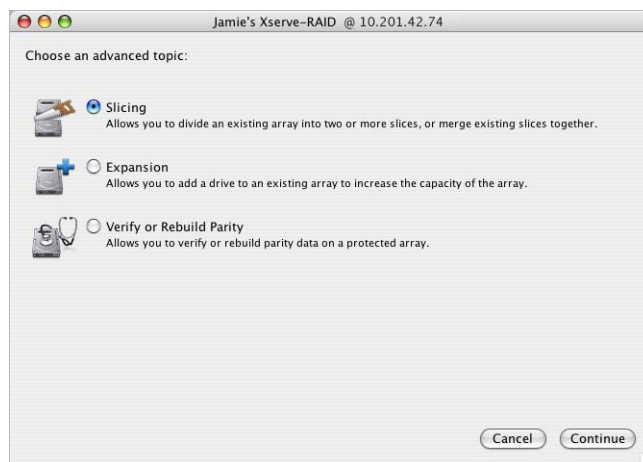 Jamie's Xserve-RAID @ 10.201.42.74
Choose an advanced topic:
Slicing
Allows you to divide an existing array into two or more slices, or merge existing slices together.
Expansion
Allows you to add a drive to an existing array to increase the capacity of the array.
Verify or Rebuild Parity
Allows you to verify or rebuild parity data on a protected array.
Cancel Continue